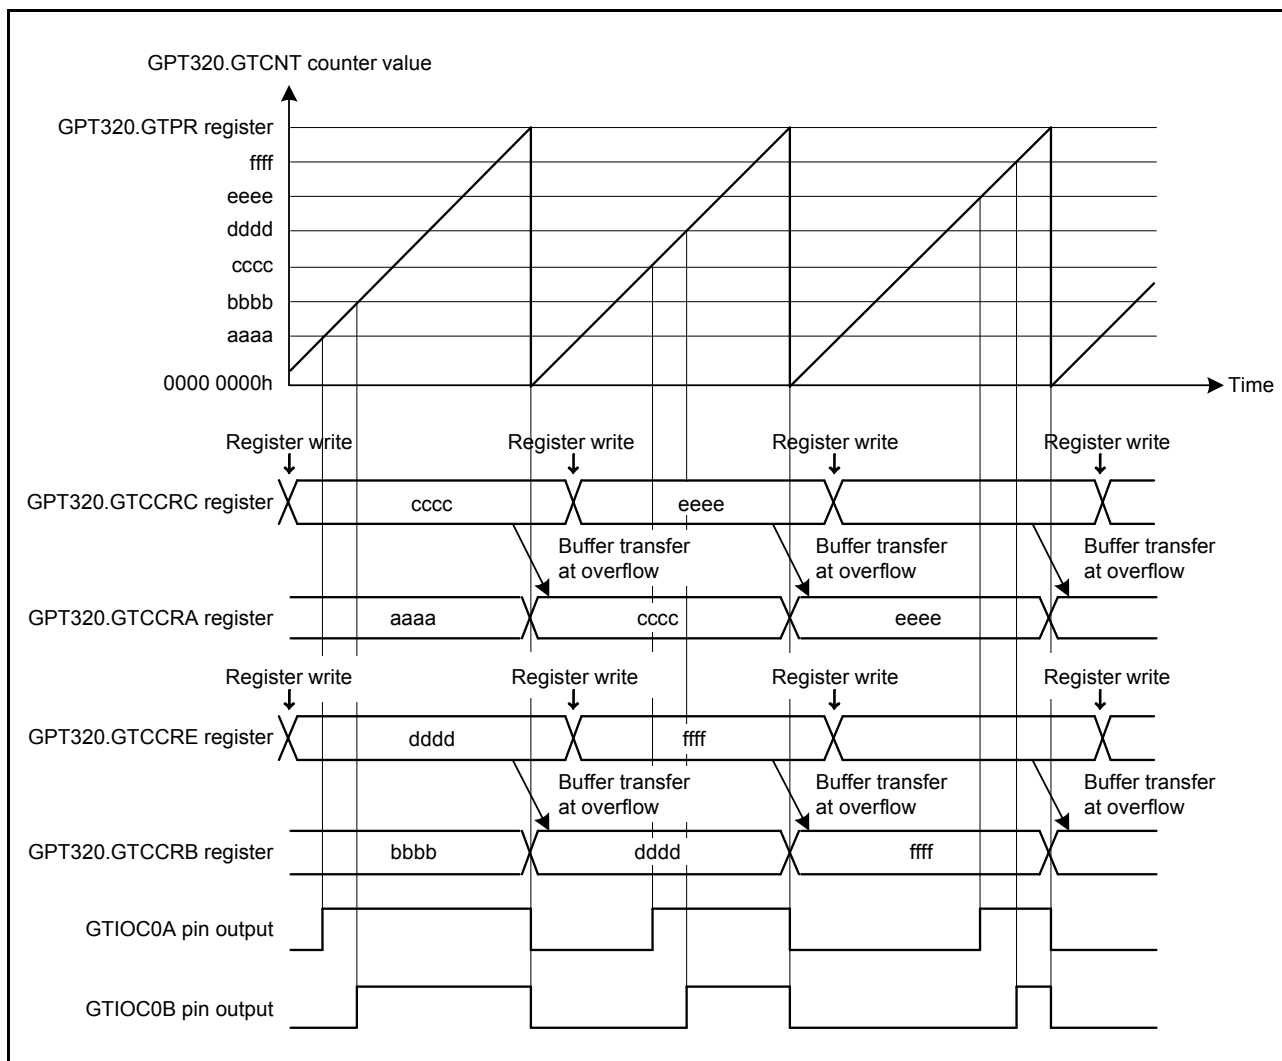 GPT320.GTCNT counter value
GPT320.GTPR register
ffff
eeee
dddd
cccc
bbbb
aaaa
0000 0000h
Time
Register write Register write Register write Register write
GPT320.GTCCRC register cccc eeee
Buffer transfer Buffer transfer Buffer transfer
at overflow at overflow at overflow
GPT320.GTCCRA register aaaa cccc eeee
Register write Register write Register write Register write
GPT320.GTCCRE register dddd ffff
Buffer transfer Buffer transfer Buffer transfer
at overflow at overflow at overflow
GPT320.GTCCRB register bbbb dddd ffff
GTIOC0A pin output
GTIOC0B pin output